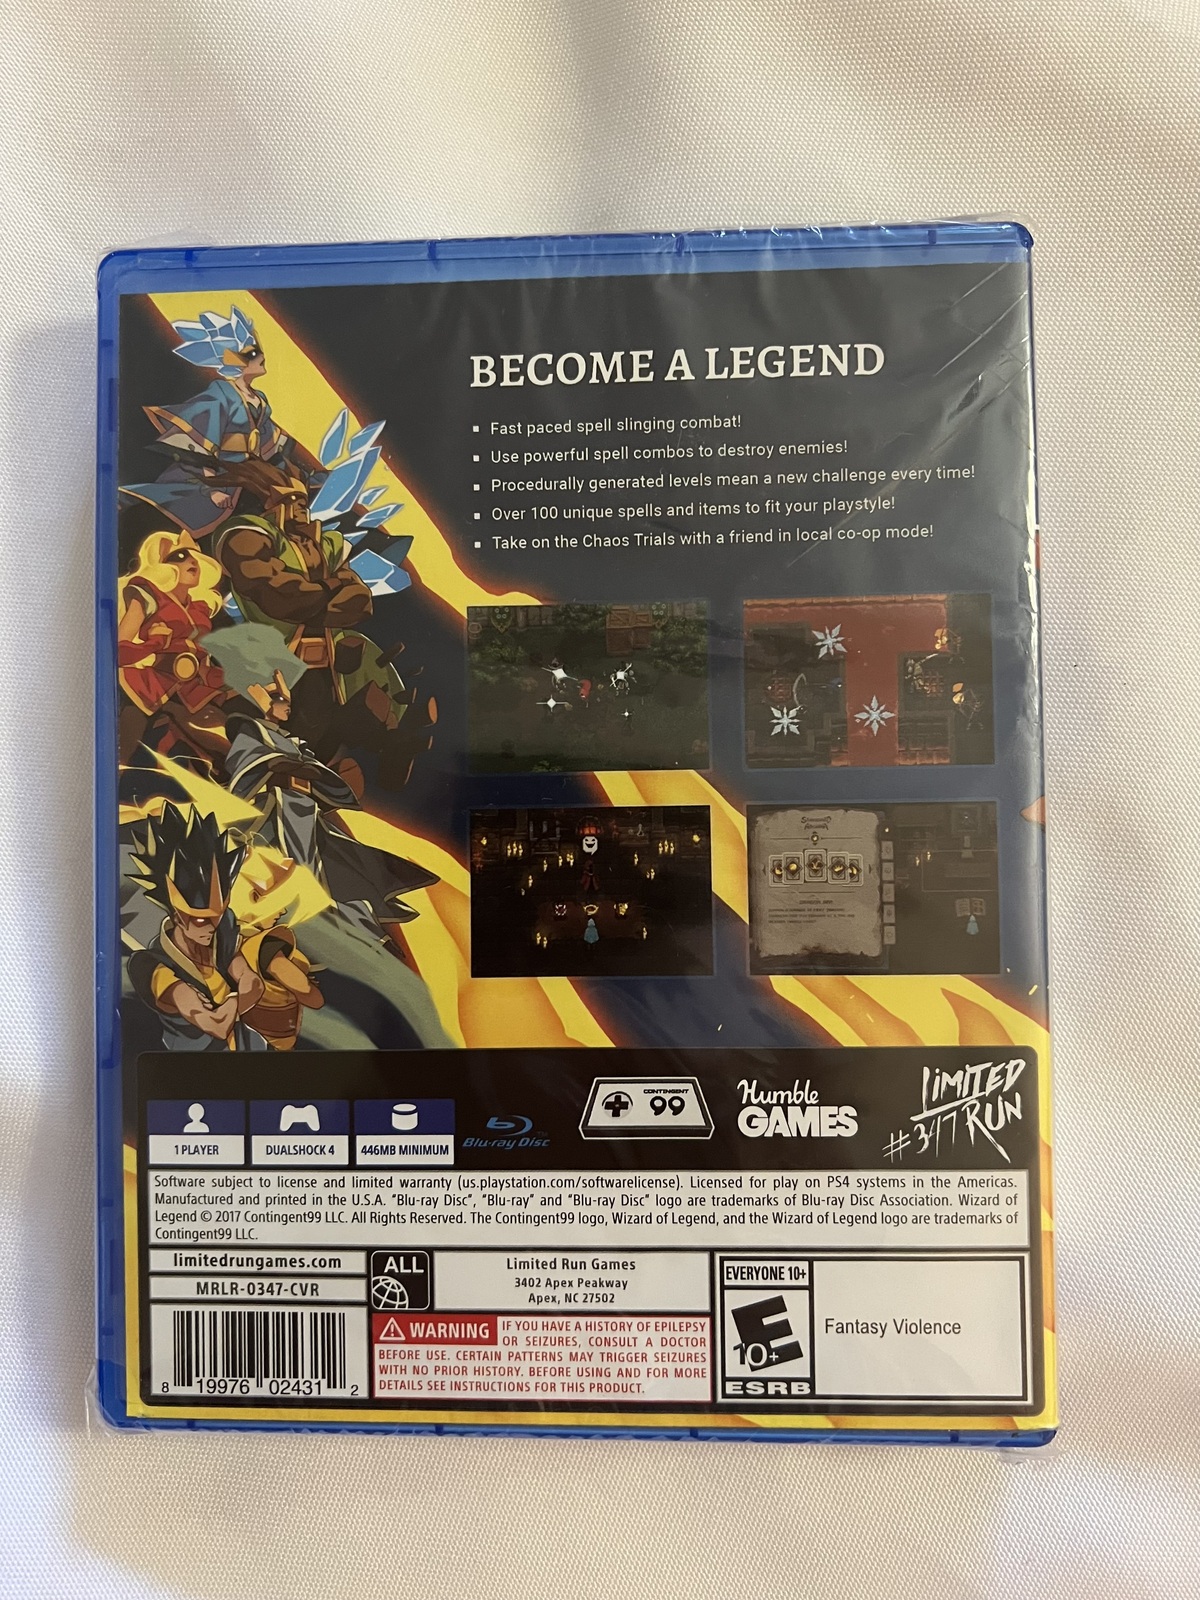 BECOME A LEGEND
▪ Fast paced spell slinging combat!
▪ Use powerful spell combos to destroy enemies!
▪ Procedurally generated levels mean a new challenge every time!
▪ Over 100 unique spells and items to fit your playstyle!
▪ Take on the Chaos Trials with a friend in local co-op mode!
1 PLAYER
DUALSHOCK 4
446MB MINIMUM
Blu-ray Disc™
CONTINGENT
99
Humble
GAMES
LIMITED
RUN
#347
Software subject to license and limited warranty (us.playstation.com/softwarelicense). Licensed for play on PS4 systems in the Americas.
Manufactured and printed in the U.S.A. "Blu-ray Disc", "Blu-ray" and "Blu-ray Disc" logo are trademarks of Blu-ray Disc Association. Wizard of
Legend © 2017 Contingent99 LLC. All Rights Reserved. The Contingent99 logo, Wizard of Legend, and the Wizard of Legend logo are trademarks of
Contingent99 LLC.
limitedrungames.com
MRLR-0347-CVR
8 19976 02431 2
ALL
Limited Run Games
3402 Apex Peakway
Apex, NC 27502
WARNING IF YOU HAVE A HISTORY OF EPILEPSY
OR SEIZURES, CONSULT A DOCTOR
BEFORE USE. CERTAIN PATTERNS MAY TRIGGER SEIZURES
WITH NO PRIOR HISTORY. BEFORE USING AND FOR MORE
DETAILS SEE INSTRUCTIONS FOR THIS PRODUCT.
EVERYONE 10+
E
10+
ESRB
Fantasy Violence